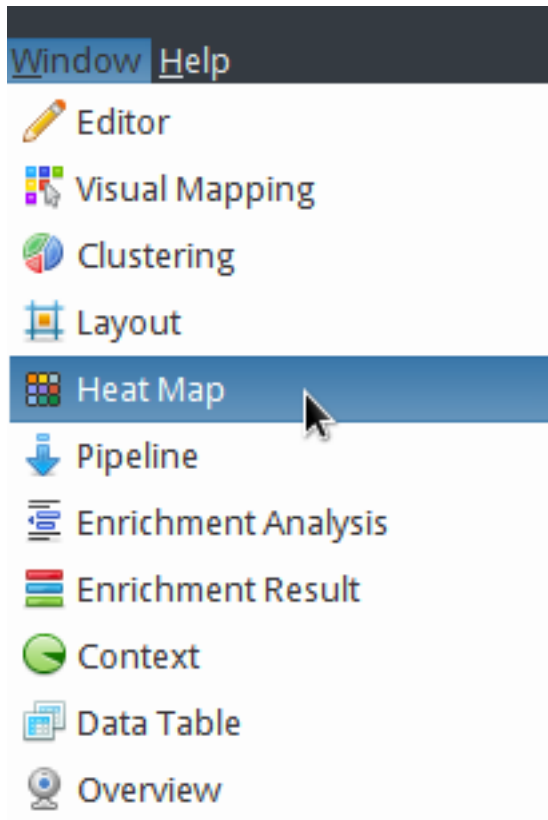 Window Help
Editor
Visual Mapping
Clustering
Layout
Heat Map
Pipeline
Enrichment Analysis
Enrichment Result
Context
Data Table
Overview